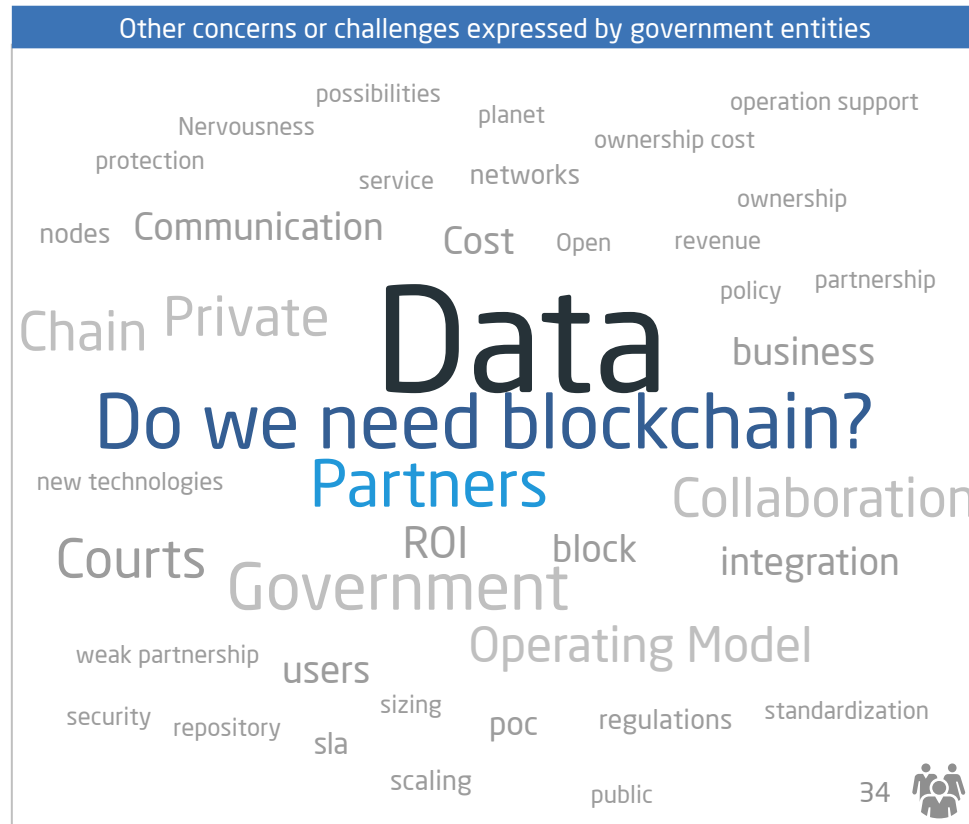 Other concerns or challenges expressed by government entities
possibilities
planet
operation support
Nervousness
ownership cost
protection
service
networks
ownership
nodes
Communication
Cost
Open
revenue
policy
partnership
Chain
Private
Data
business
Do we need blockchain?
new technologies
Partners
Collaboration
Courts
ROI
block
integration
Government
Operating Model
weak partnership
users
security
repository
sizing
poc
regulations
standardization
sla
scaling
public
34